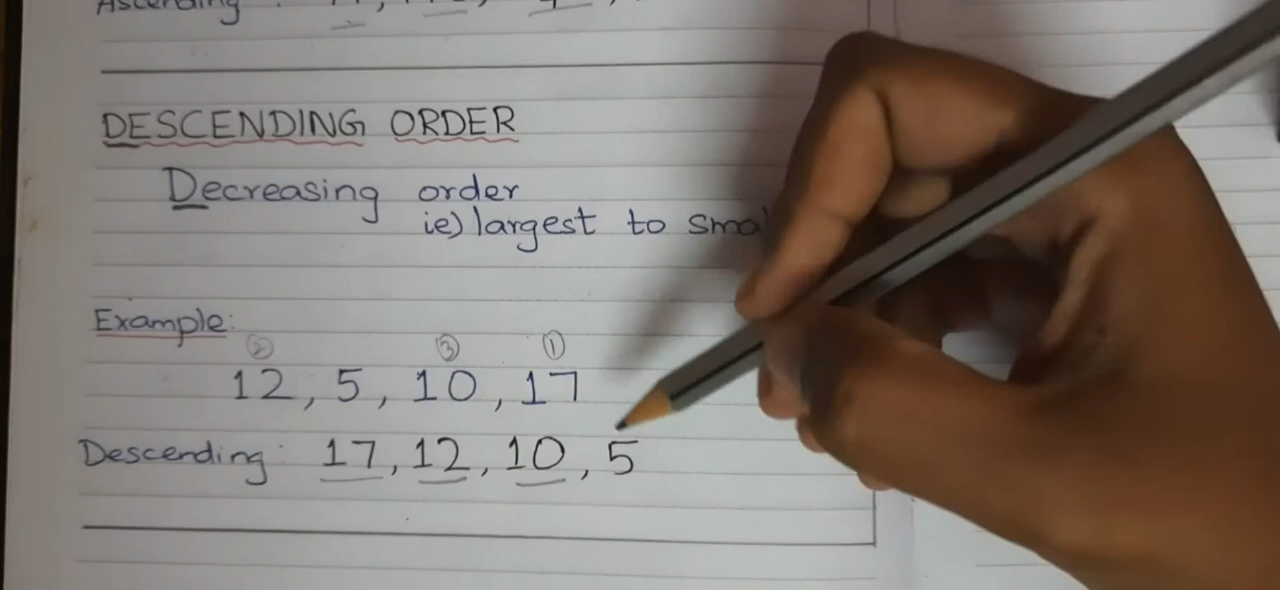 Ascending :
DESCENDING ORDER
Decreasing order
ie) largest to
Example:
② ③ ①
12, 5, 10, 17
Descending: 17, 12, 10, 5